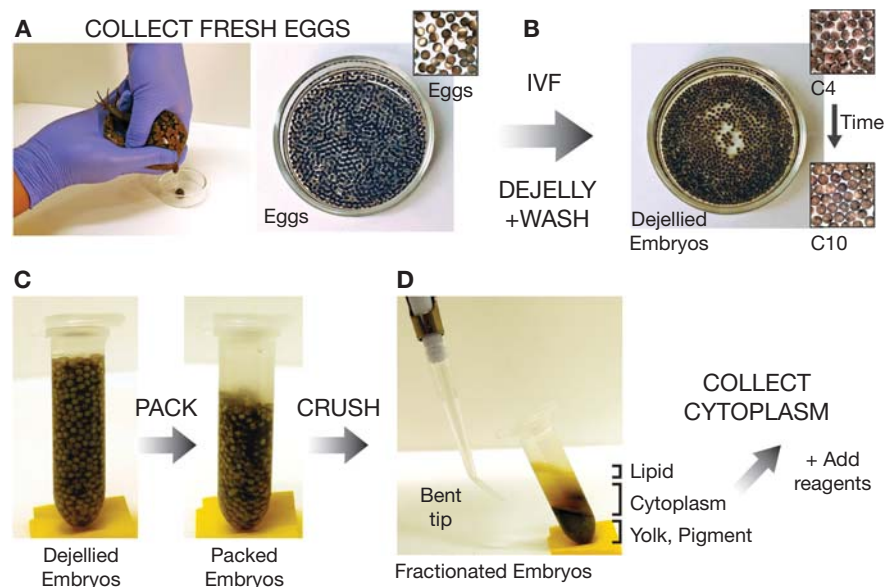 A
COLLECT FRESH EGGS
Eggs
Eggs
B
IVF
DEJELLY
+WASH
C4
Time
C10
Dejellied
Embryos
C
PACK
CRUSH
Dejellied
Embryos
Packed
Embryos
D
Bent
tip
Lipid
Cytoplasm
Yolk, Pigment
Fractionated Embryos
COLLECT
CYTOPLASM
+ Add
reagents